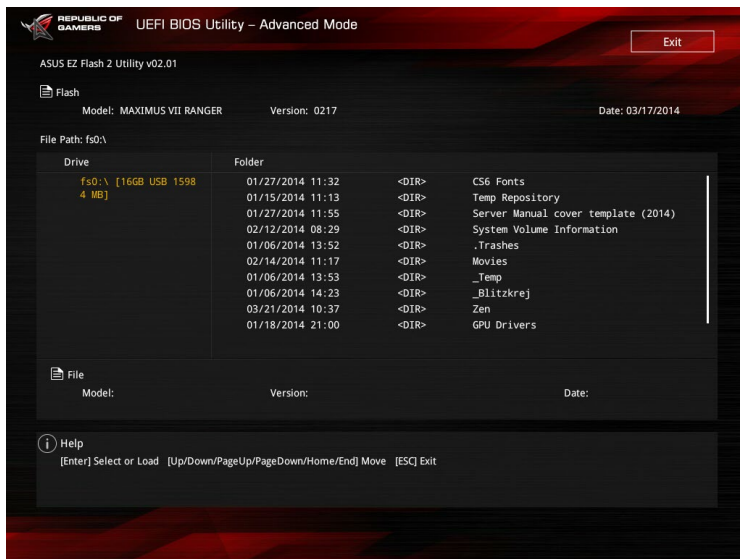 REPUBLIC OF
GAMERS
UEFI BIOS Utility – Advanced Mode
Exit
ASUS EZ Flash 2 Utility v02.01
Flash
Model: MAXIMUS VII RANGER Version: 0217 Date: 03/17/2014
File Path: fs0:\
Drive Folder
fs0:\ [16GB USB 1598
4 MB]
01/27/2014 11:32 <DIR> CS6 Fonts
01/15/2014 11:13 <DIR> Temp Repository
01/27/2014 11:55 <DIR> Server Manual cover template (2014)
02/12/2014 08:29 <DIR> System Volume Information
01/06/2014 13:52 <DIR> .Trashes
02/14/2014 11:17 <DIR> Movies
01/06/2014 13:53 <DIR> _Temp
01/06/2014 14:23 <DIR> _Blitzkrej
03/21/2014 10:37 <DIR> Zen
01/18/2014 21:00 <DIR> GPU Drivers
File
Model: Version: Date:
i Help
[Enter] Select or Load [Up/Down/PageUp/PageDown/Home/End] Move [ESC] Exit